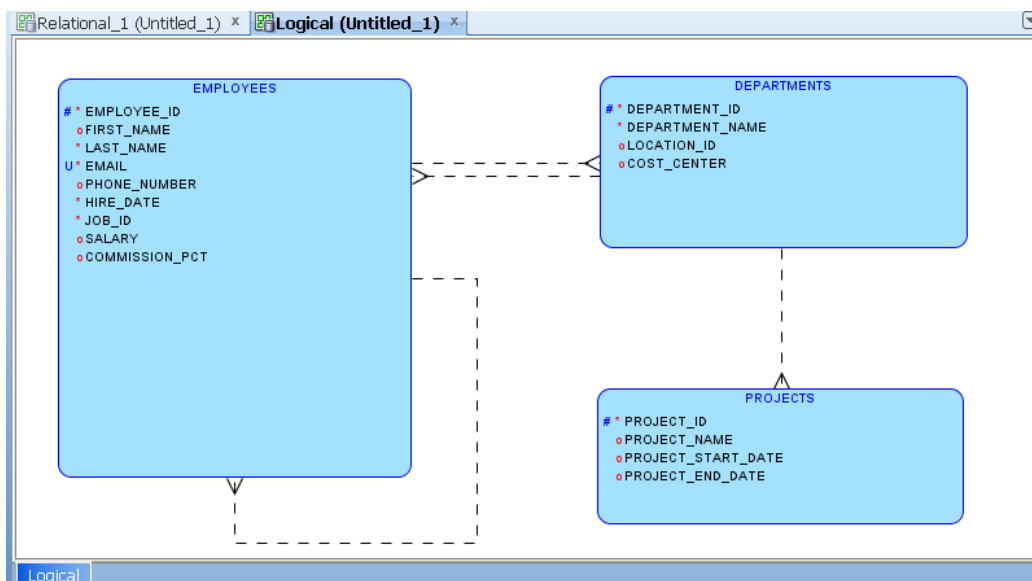 Relational_1 (Untitled_1) x Logical (Untitled_1) x
EMPLOYEES
# * EMPLOYEE_ID
o FIRST_NAME
* LAST_NAME
U * EMAIL
o PHONE_NUMBER
* HIRE_DATE
* JOB_ID
o SALARY
o COMMISSION_PCT
DEPARTMENTS
# * DEPARTMENT_ID
* DEPARTMENT_NAME
o LOCATION_ID
o COST_CENTER
PROJECTS
# * PROJECT_ID
o PROJECT_NAME
o PROJECT_START_DATE
o PROJECT_END_DATE
Logical